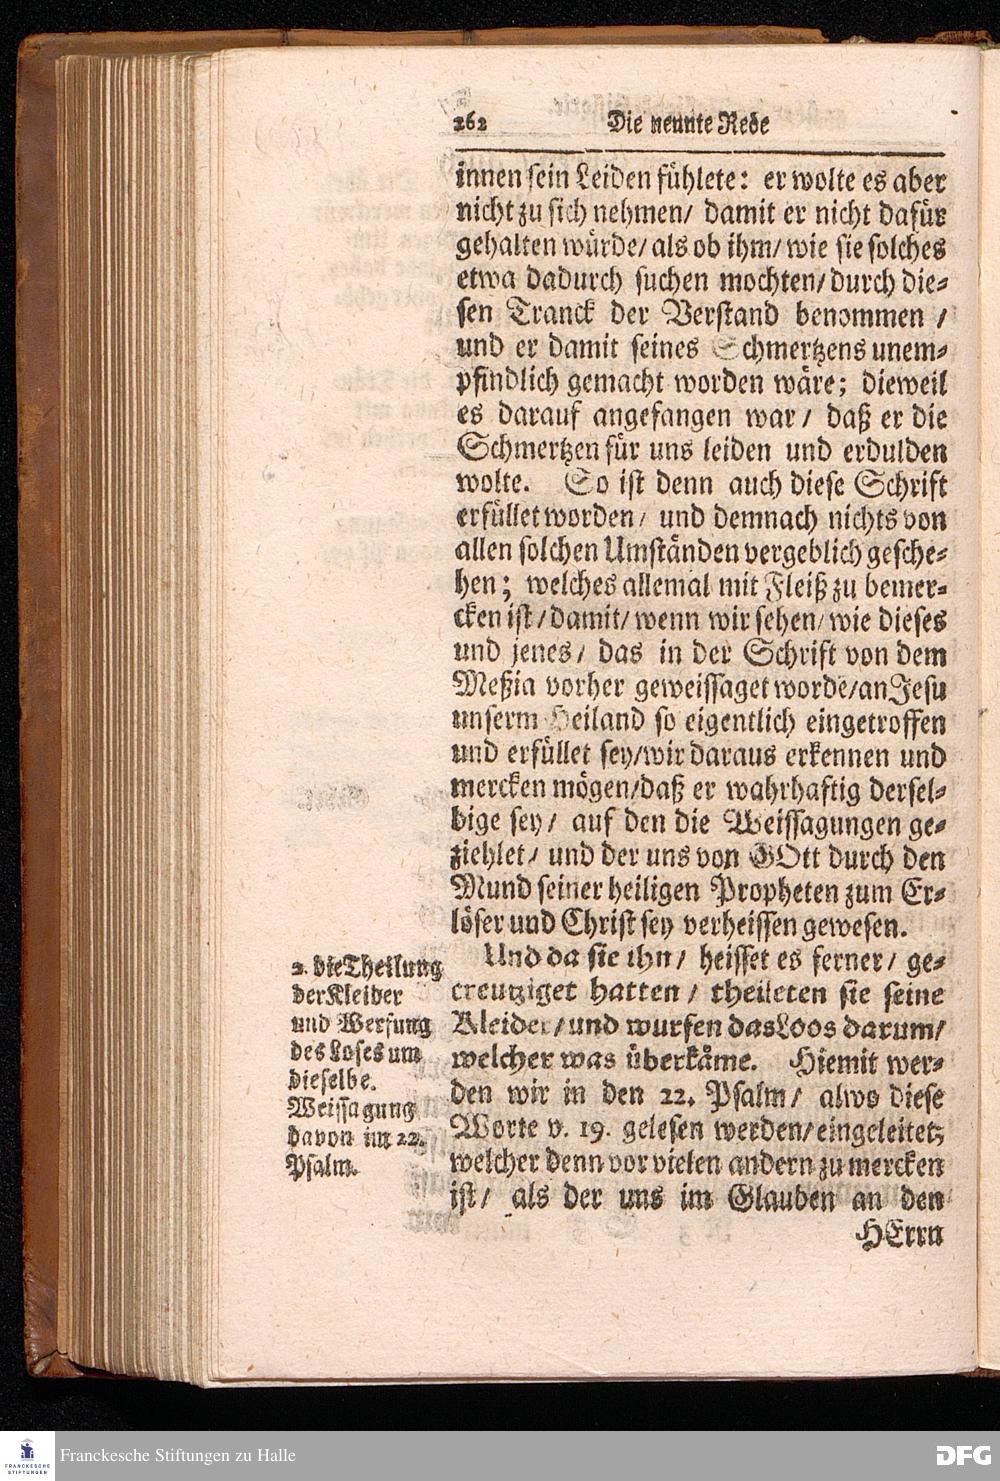 262 Die neunte Rede
innen sein Leiden fühlete: er wolte es aber
nicht zu sich nehmen/ damit er nicht dafür
gehalten würde/ als ob ihm/ wie sie solches
etwa dadurch suchen mochten/ durch die-
sen Tranck der Verstand benommen /
und er damit seines Schmertzens unem-
pfindlich gemacht worden wäre; dieweil
es darauf angefangen war / daß er die
Schmertzen für uns leiden und erdulden
wolte. So ist denn auch diese Schrift
erfüllet worden/ und demnach nichts von
allen solchen Umständen vergeblich gesche-
hen; welches allemal mit Fleiß zu bemer-
cken ist/ damit/ wenn wir sehen/ wie dieses
und jenes/ das in der Schrift von dem
Meßia vorher geweissaget worde/ an Jesu
unserm Heiland so eigentlich eingetroffen
und erfüllet sey/ wir daraus erkennen und
mercken mögen/ daß er wahrhaftig dersel-
bige sey/ auf den die Weissagungen ge-
ziehlet/ und der uns von GOtt durch den
Mund seiner heiligen Propheten zum Er-
löser und Christ sey verheissen gewesen.
Und da sie ihn/ heisset es ferner/ ge-
creutziget hatten / theileten sie seine
Kleider/ und wurfen das Loos darum/
welcher was überkåme. Hiemit wer-
den wir in den 22. Psalm/ alwo diese
Worte v. 19. gelesen werden/ eingeleitet;
welcher denn vor vielen andern zu mercken
ist/ als der uns im Glauben an den
HErrn
2. die Theilung
der Kleider
und Werfung
des Loses um
dieselbe.
Weissagung
davon im 22.
Psalm.
Franckesche Stiftungen zu Halle
FRANCKESCHE
STIFTUNGEN
DFG